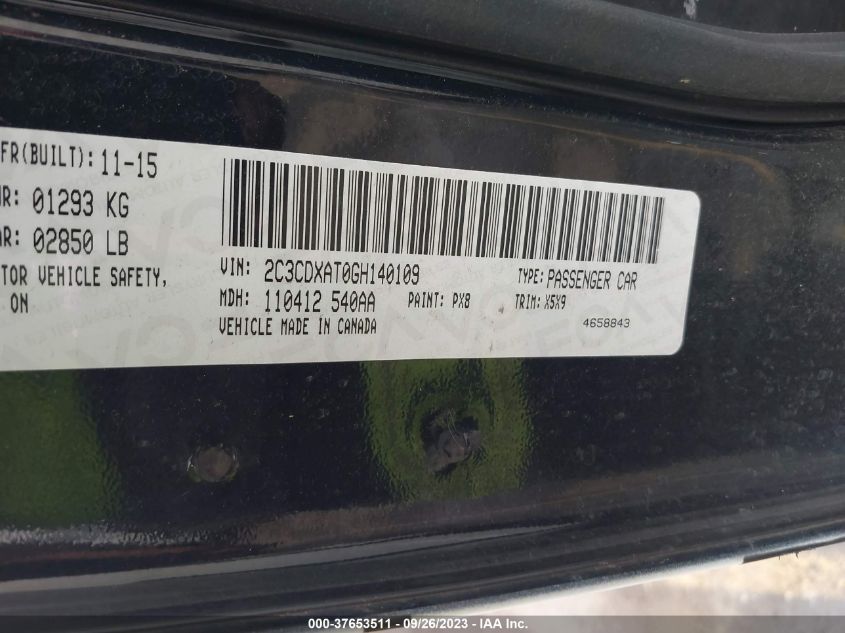 FR(BUILT): 11-15
R: 01293 KG
AR: 02850 LB
TOR VEHICLE SAFETY,
ON
VIN: 2C3CDXAT0GH140109
TYPE: PASSENGER CAR
MDH: 110412 540AA
PAINT: PX8
TRIM: X5X9
VEHICLE MADE IN CANADA
4658843
000-37653511 - 09/26/2023 - IAA Inc.